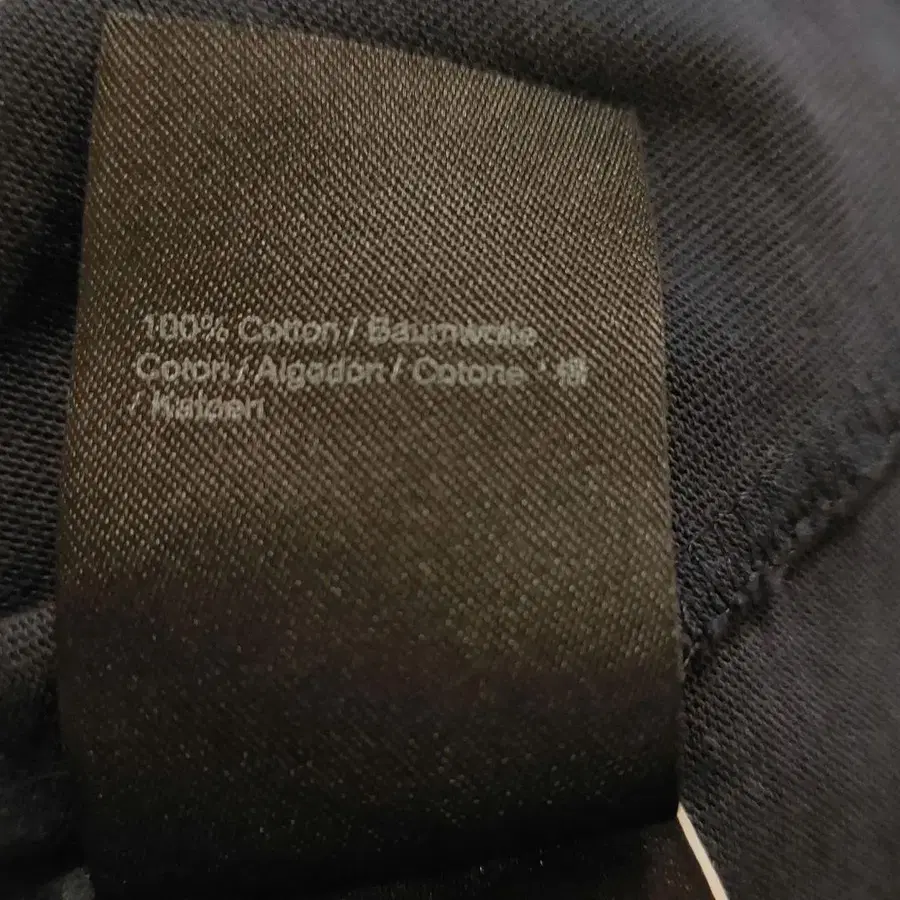 100% Cotton / Baumwolle
Coton / Algodon / Cotone / 棉
/ Katoen